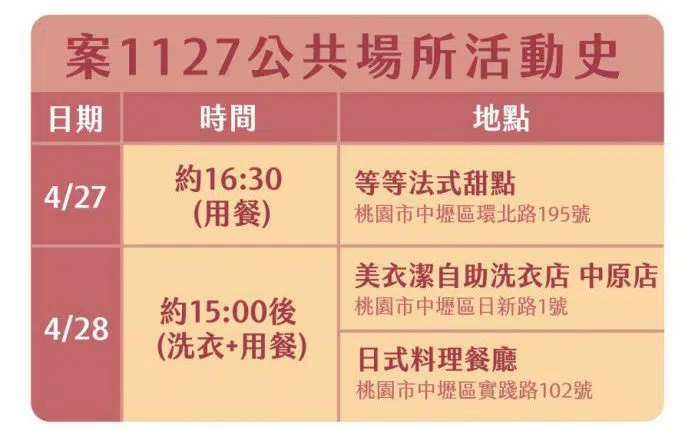 案1127公共場所活動史
日期
時間
地點
4/27
約16:30
(用餐)
等等法式甜點
桃園市中壢區環北路195號
4/28
約15:00後
(洗衣+用餐)
美衣潔自助洗衣店 中原店
桃園市中壢區日新路1號
日式料理餐廳
桃園市中壢區實踐路102號